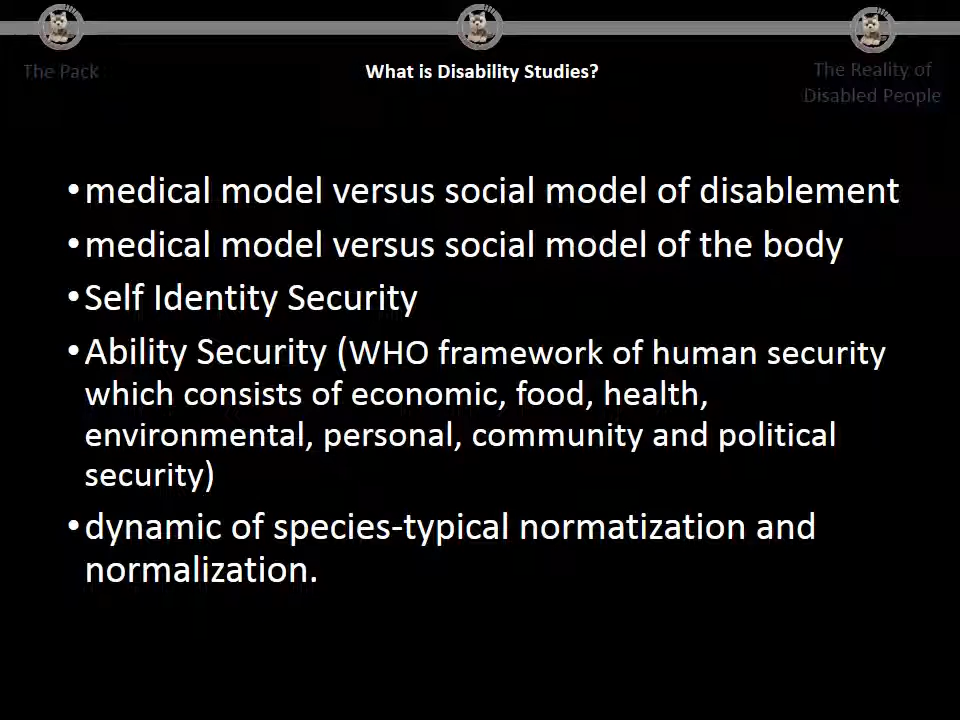 The Pack
What is Disability Studies?
The Reality of
Disabled People
•medical model versus social model of disablement
•medical model versus social model of the body
•Self Identity Security
•Ability Security (WHO framework of human security
which consists of economic, food, health,
environmental, personal, community and political
security)
•dynamic of species-typical normatization and
normalization.